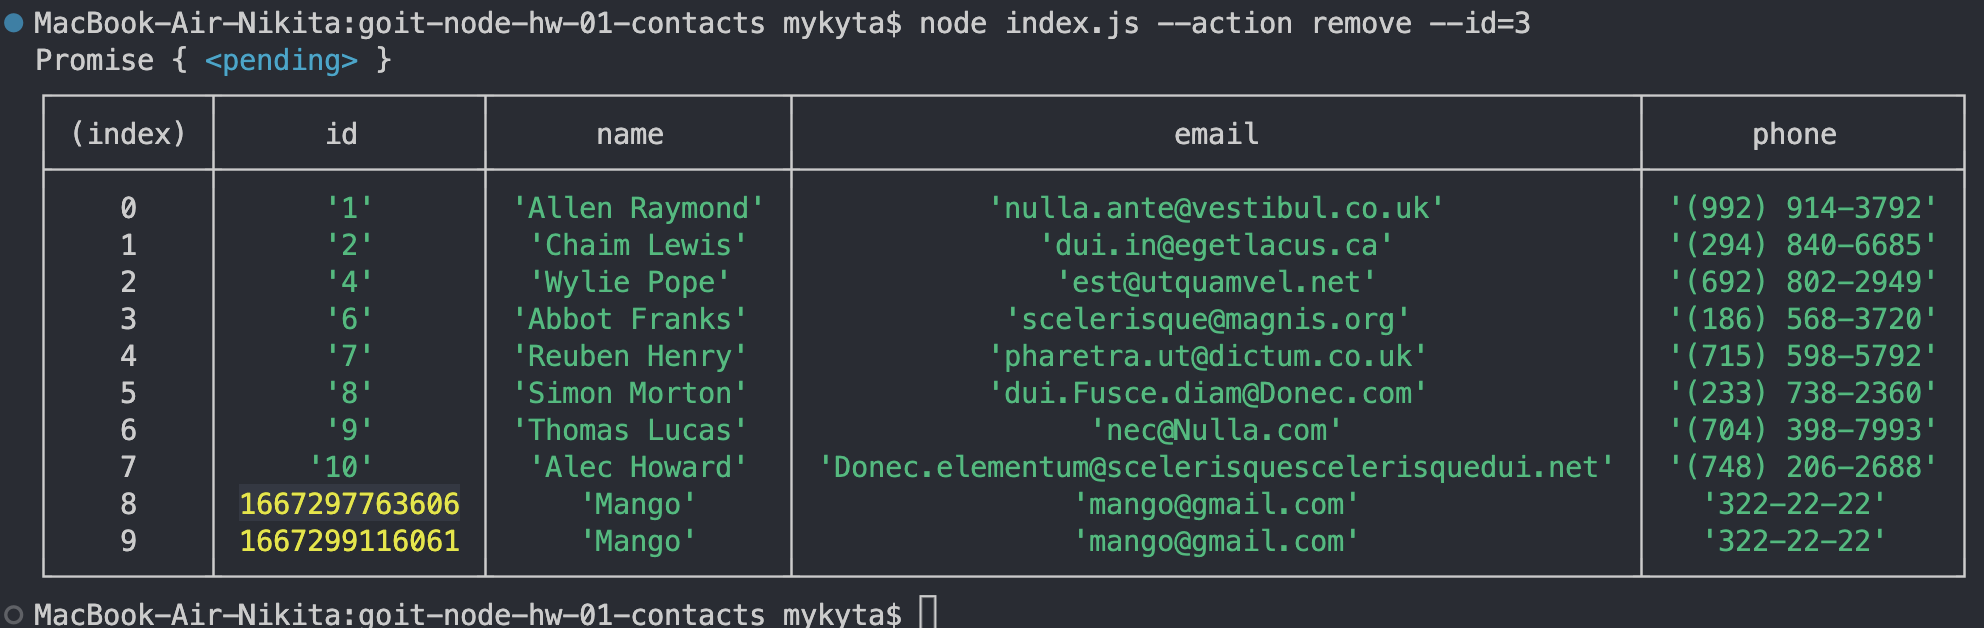 MacBook-Air-Nikita:goit-node-hw-01-contacts mykyta$ node index.js --action remove --id=3
Promise { <pending> }
(index) id name email phone
0 '1' 'Allen Raymond' 'nulla.ante@vestibul.co.uk' '(992) 914-3792'
1 '2' 'Chaim Lewis' 'dui.in@egetlacus.ca' '(294) 840-6685'
2 '4' 'Wylie Pope' 'est@utquamvel.net' '(692) 802-2949'
3 '6' 'Abbot Franks' 'scelerisque@magnis.org' '(186) 568-3720'
4 '7' 'Reuben Henry' 'pharetra.ut@dictum.co.uk' '(715) 598-5792'
5 '8' 'Simon Morton' 'dui.Fusce.diam@Donec.com' '(233) 738-2360'
6 '9' 'Thomas Lucas' 'nec@Nulla.com' '(704) 398-7993'
7 '10' 'Alec Howard' 'Donec.elementum@scelerisquescelerisquedui.net' '(748) 206-2688'
8 1667297763606 'Mango' 'mango@gmail.com' '322-22-22'
9 1667299116061 'Mango' 'mango@gmail.com' '322-22-22'
MacBook-Air-Nikita:goit-node-hw-01-contacts mykyta$